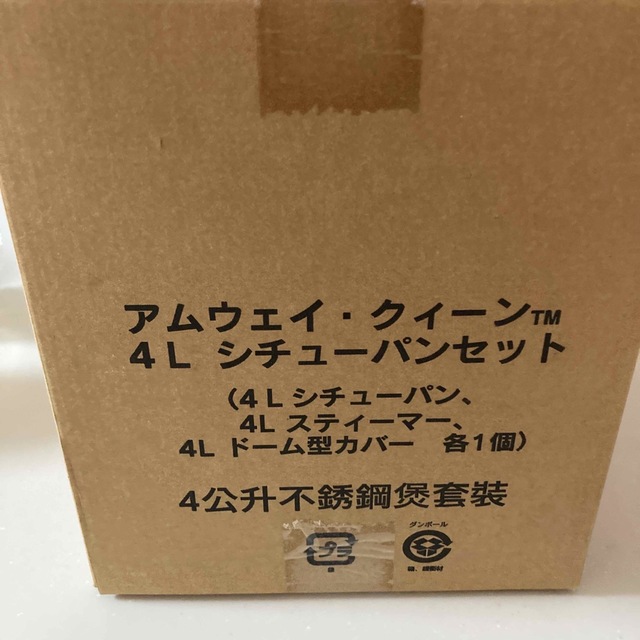 アムウェイ・クィーン™
4L シチューパンセット
(4L シチューパン、
4L スティーマー、
4L ドーム型カバー 各1個)
4公升不銹鋼煲套裝
ダンボール